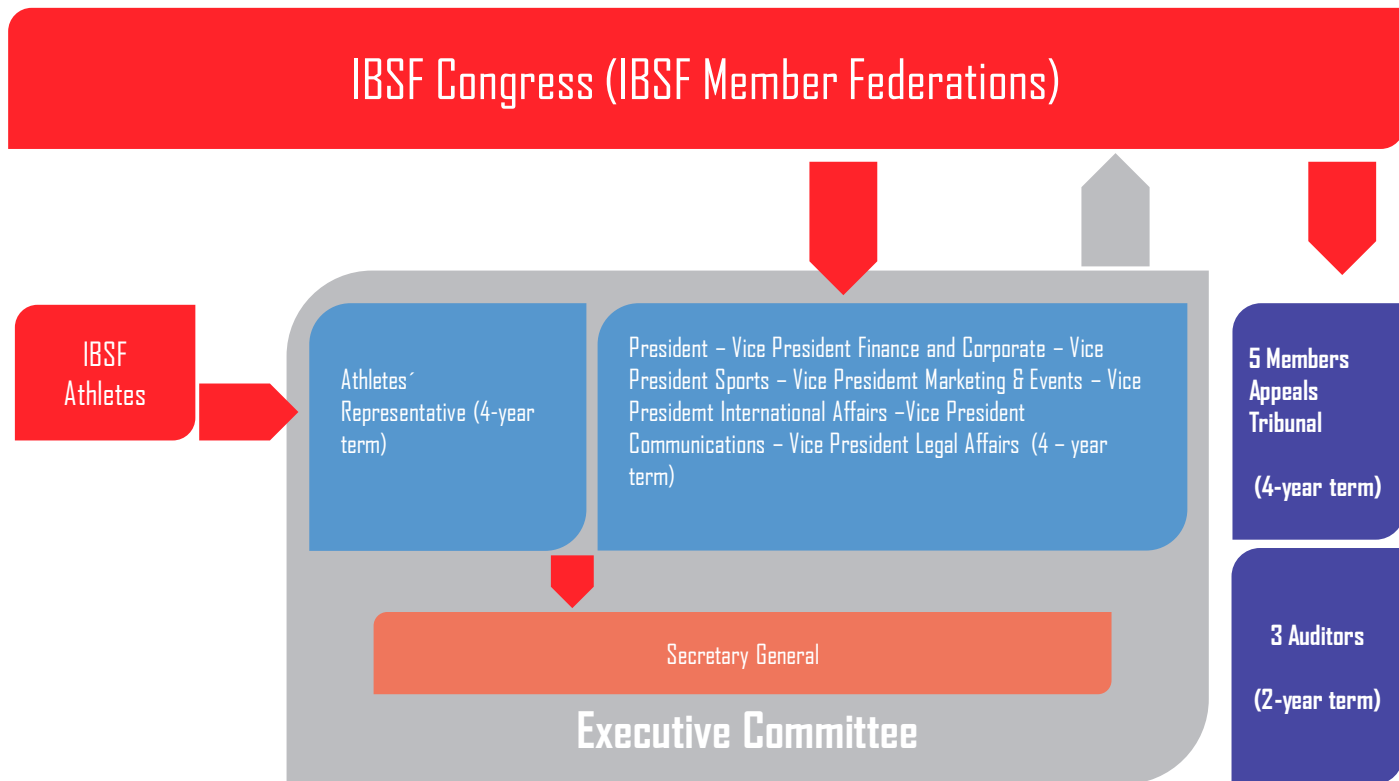 IBSF Congress (IBSF Member Federations)
IBSF
Athletes
Athletes´
Representative (4-year
term)
President – Vice President Finance and Corporate – Vice
President Sports – Vice Presidemt Marketing & Events – Vice
Presidemt International Affairs –Vice President
Communications – Vice President Legal Affairs (4 – year
term)
Secretary General
Executive Committee
5 Members
Appeals
Tribunal
(4-year term)
3 Auditors
(2-year term)